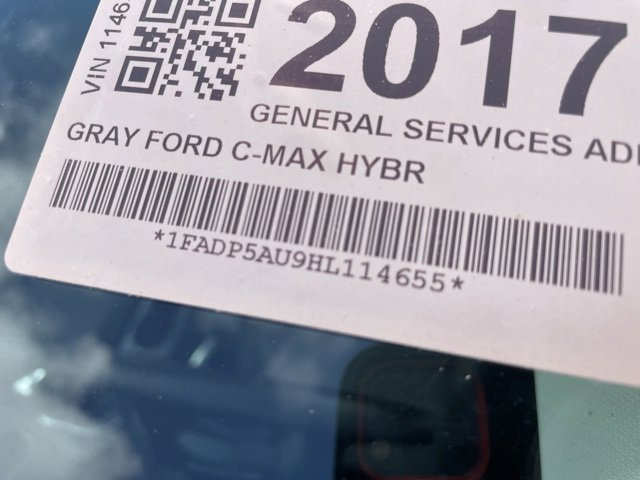 VIN 1146
2017
GENERAL SERVICES AD
GRAY FORD C-MAX HYBR
*1FADP5AU9HL114655*